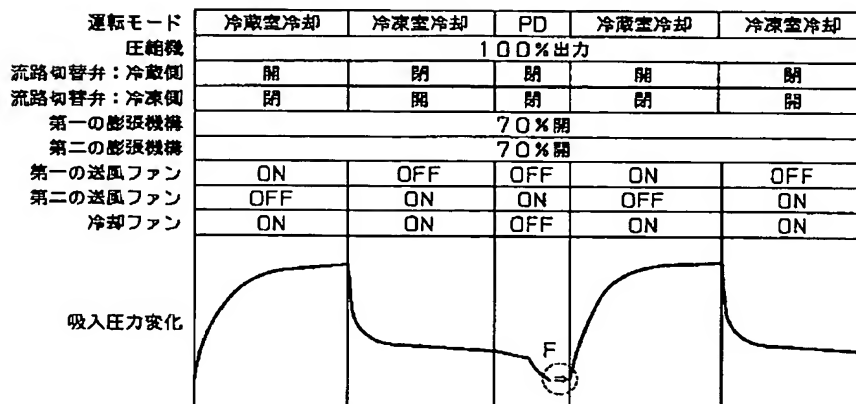 運転モード 冷蔵室冷却 冷凍室冷却 PD 冷蔵室冷却 冷凍室冷却
圧縮機 100%出力
流路切替弁:冷蔵側 開 閉 閉 開 閉
流路切替弁:冷凍側 閉 開 閉 閉 開
第一の膨張機構 70%開
第二の膨張機構 70%開
第一の送風ファン ON OFF OFF ON OFF
第二の送風ファン OFF ON ON OFF ON
冷却ファン ON ON OFF ON ON
吸入圧力変化
F